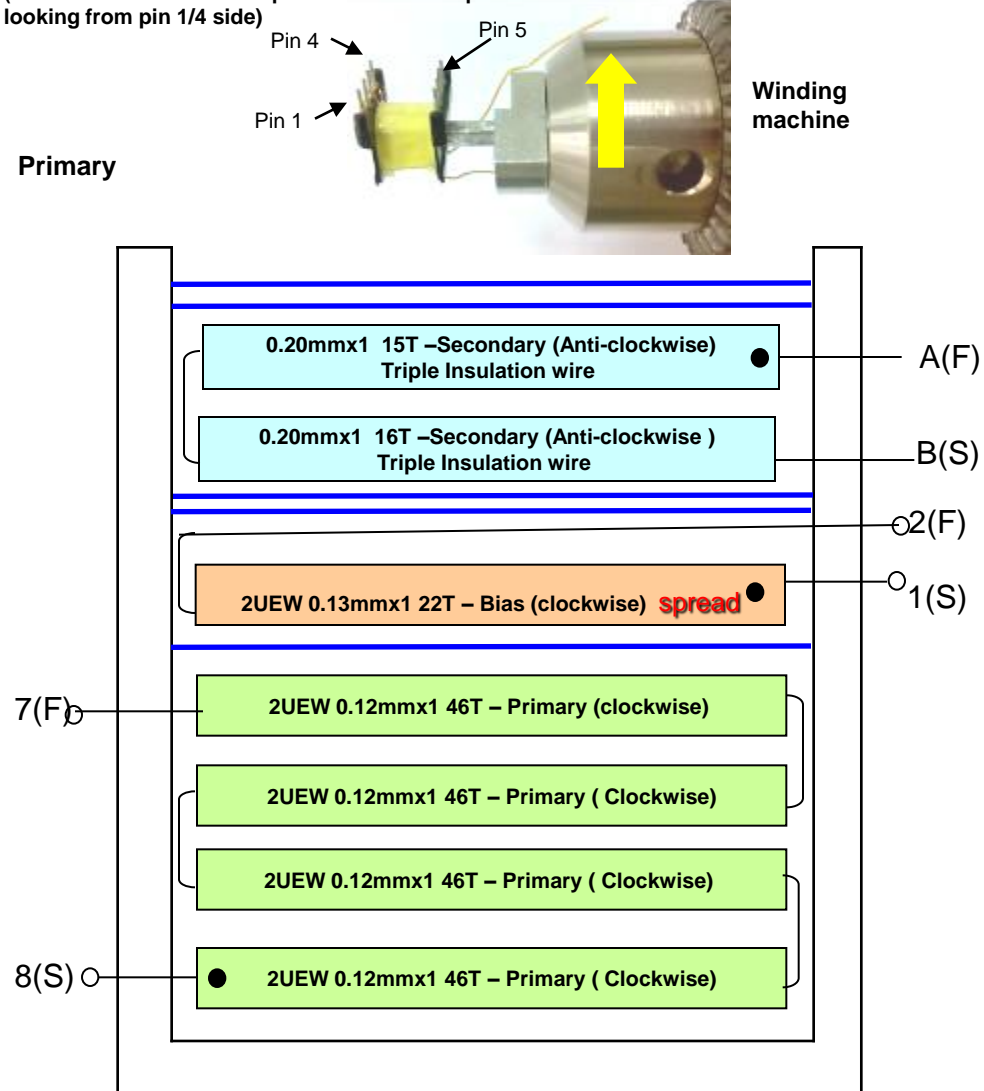 looking from pin 1/4 side)
Pin 4
Pin 5
Pin 1
Winding
machine
Primary
0.20mmx1 15T –Secondary (Anti-clockwise)
Triple Insulation wire
A(F)
0.20mmx1 16T –Secondary (Anti-clockwise )
Triple Insulation wire
B(S)
2(F)
2UEW 0.13mmx1 22T – Bias (clockwise) spread
1(S)
7(F)
2UEW 0.12mmx1 46T – Primary (clockwise)
2UEW 0.12mmx1 46T – Primary ( Clockwise)
2UEW 0.12mmx1 46T – Primary ( Clockwise)
8(S)
2UEW 0.12mmx1 46T – Primary ( Clockwise)